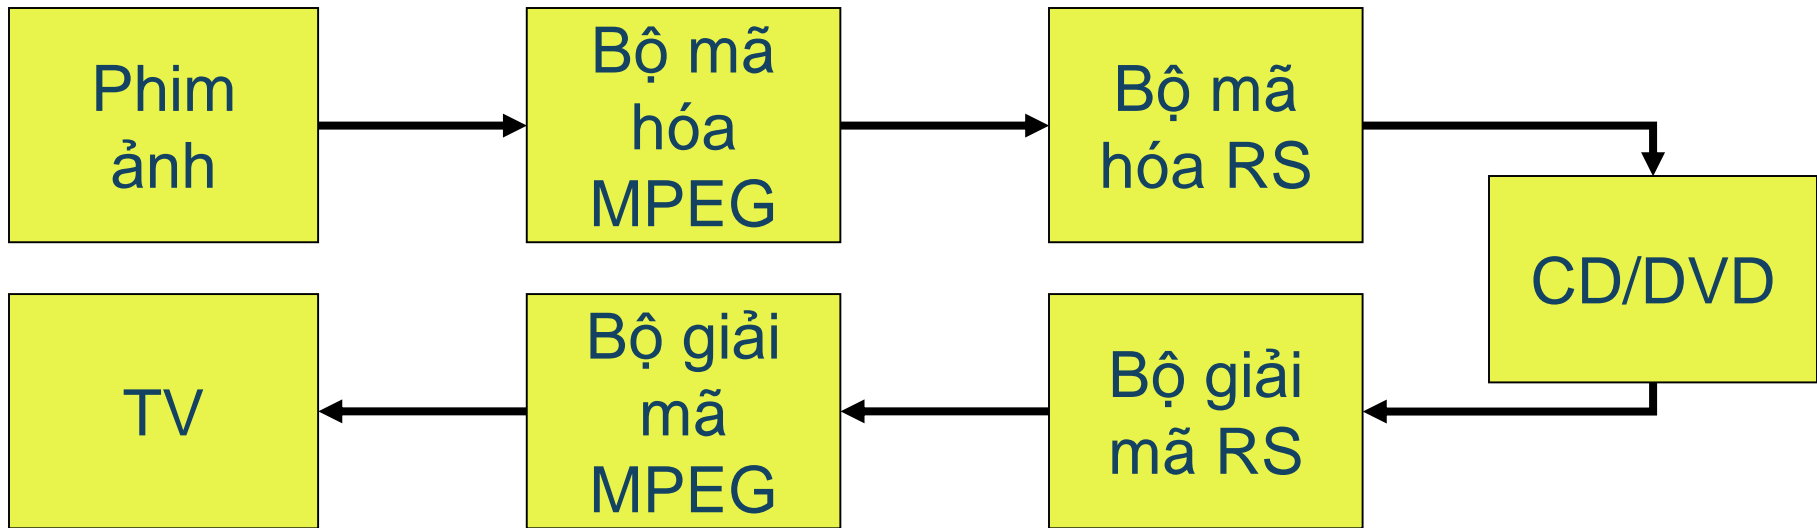 Phim
ảnh
Bộ mã
hóa
MPEG
Bộ mã
hóa RS
CD/DVD
TV
Bộ giải
mã
MPEG
Bộ giải
mã RS